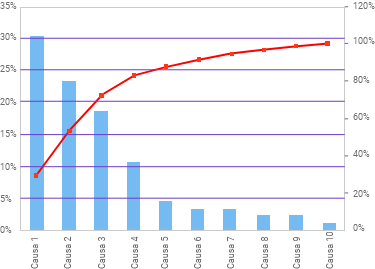 35%
30%
25%
20%
15%
10%
5%
0%
120%
100%
80%
60%
40%
20%
0%
Causa 1
Causa 2
Causa 3
Causa 4
Causa 5
Causa 6
Causa 7
Causa 8
Causa 9
Causa 10